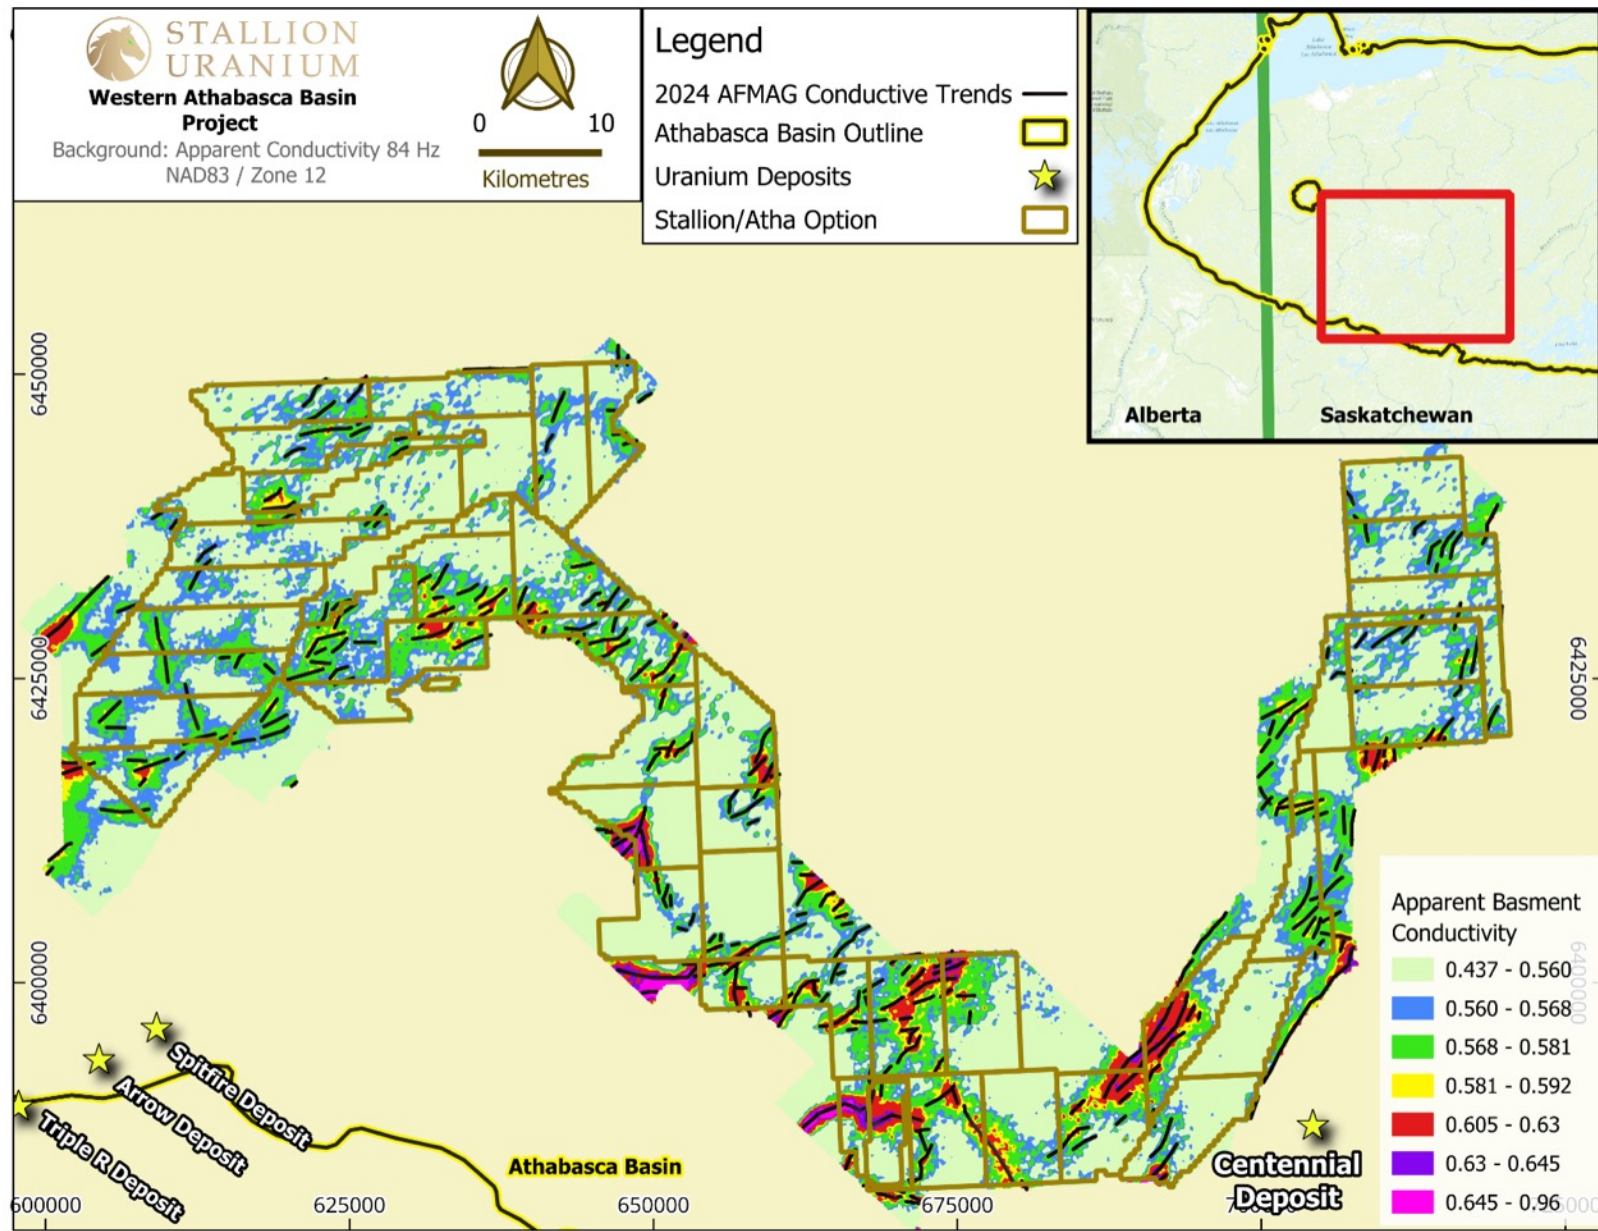 STALLION
URANIUM
Western Athabasca Basin
Project
Background: Apparent Conductivity 84 Hz
NAD83 / Zone 12
0 10
Kilometres
Legend
2024 AFMAG Conductive Trends
Athabasca Basin Outline
Uranium Deposits
Stallion/Atha Option
Alberta
Saskatchewan
6450000
6425000
6400000
6425000
6400000
Apparent Basment
Conductivity
0.437 - 0.560
0.560 - 0.568
0.568 - 0.581
0.581 - 0.592
0.605 - 0.63
0.63 - 0.645
0.645 - 0.96
Spitfire Deposit
Arrow Deposit
Triple R Deposit
Athabasca Basin
Centennial
Deposit
600000
625000
650000
675000